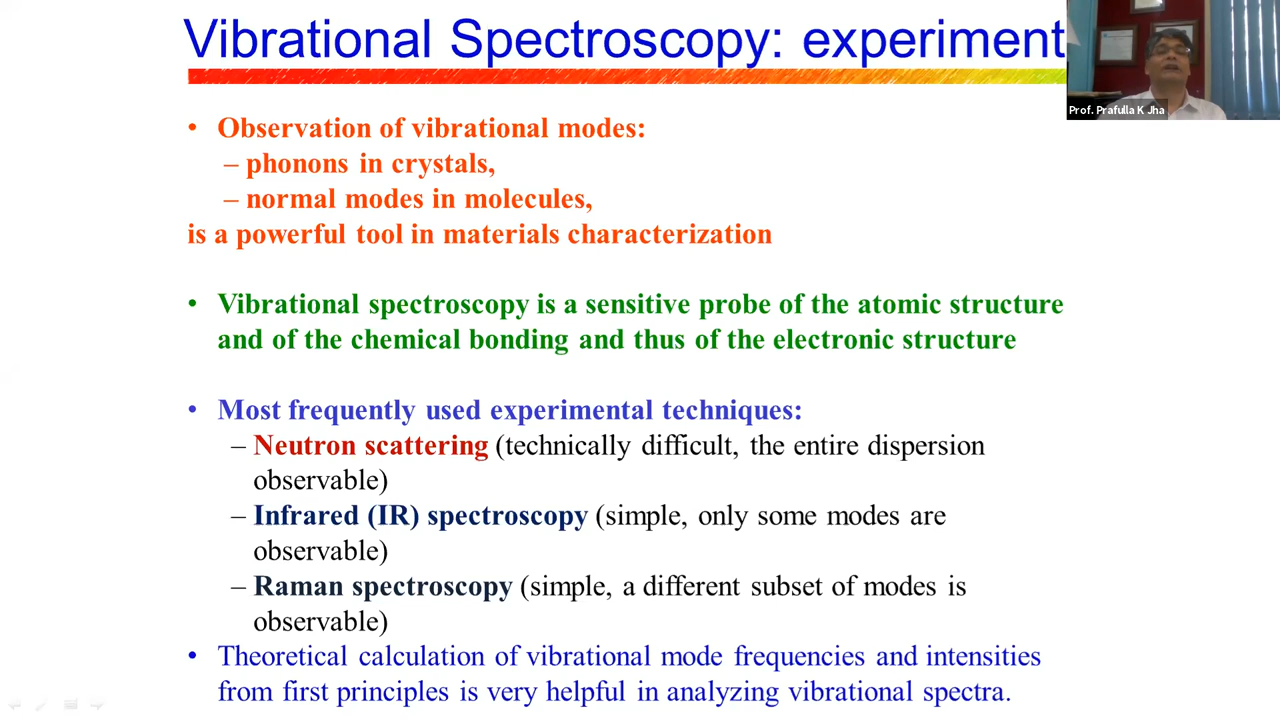 Vibrational Spectroscopy: experiment
Prof. Prafulla K Jha
• Observation of vibrational modes:
– phonons in crystals,
– normal modes in molecules,
is a powerful tool in materials characterization
• Vibrational spectroscopy is a sensitive probe of the atomic structure
and of the chemical bonding and thus of the electronic structure
• Most frequently used experimental techniques:
– Neutron scattering (technically difficult, the entire dispersion
observable)
– Infrared (IR) spectroscopy (simple, only some modes are
observable)
– Raman spectroscopy (simple, a different subset of modes is
observable)
• Theoretical calculation of vibrational mode frequencies and intensities
from first principles is very helpful in analyzing vibrational spectra.